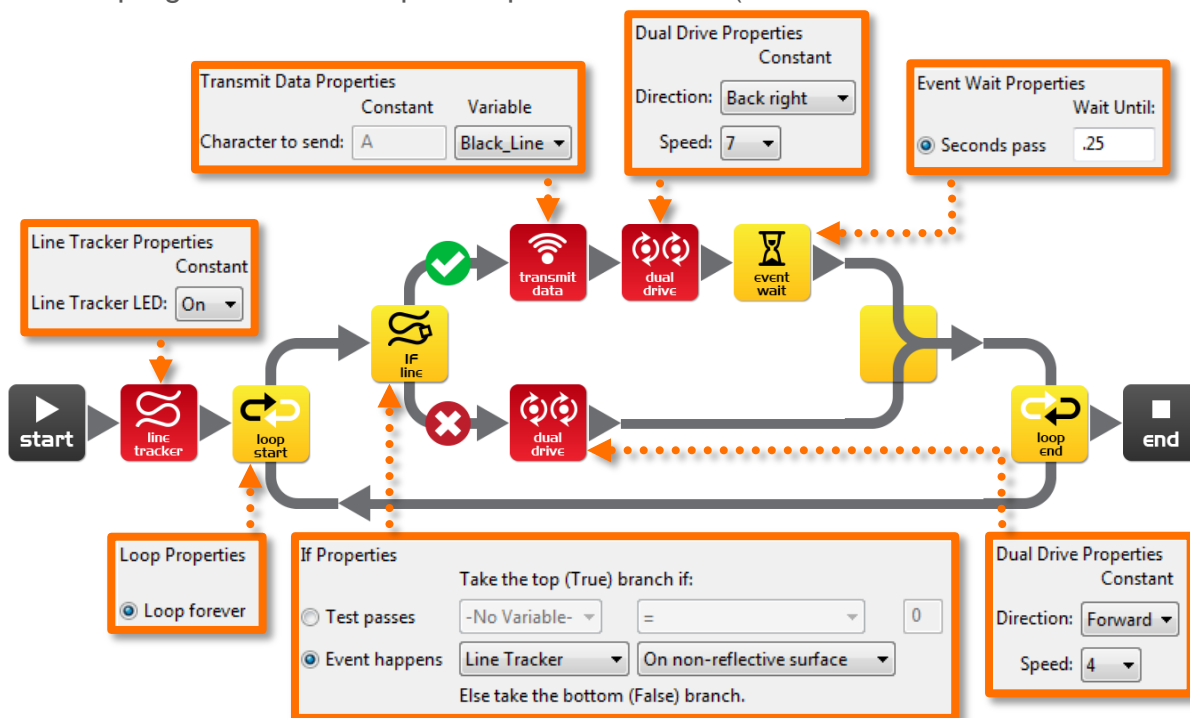 Transmit Data Properties
Constant Variable
Character to send: A Black_Line
Dual Drive Properties
Constant
Direction: Back right
Speed: 7
Event Wait Properties
Wait Until:
Seconds pass .25
Line Tracker Properties
Constant
Line Tracker LED: On
transmit
data
dual
drive
event
wait
IF
line
start
line
tracker
loop
start
dual
drive
loop
end
end
Loop Properties
Loop forever
If Properties
Take the top (True) branch if:
Test passes -No Variable- = 0
Event happens Line Tracker On non-reflective surface
Else take the bottom (False) branch.
Dual Drive Properties
Constant
Direction: Forward
Speed: 4